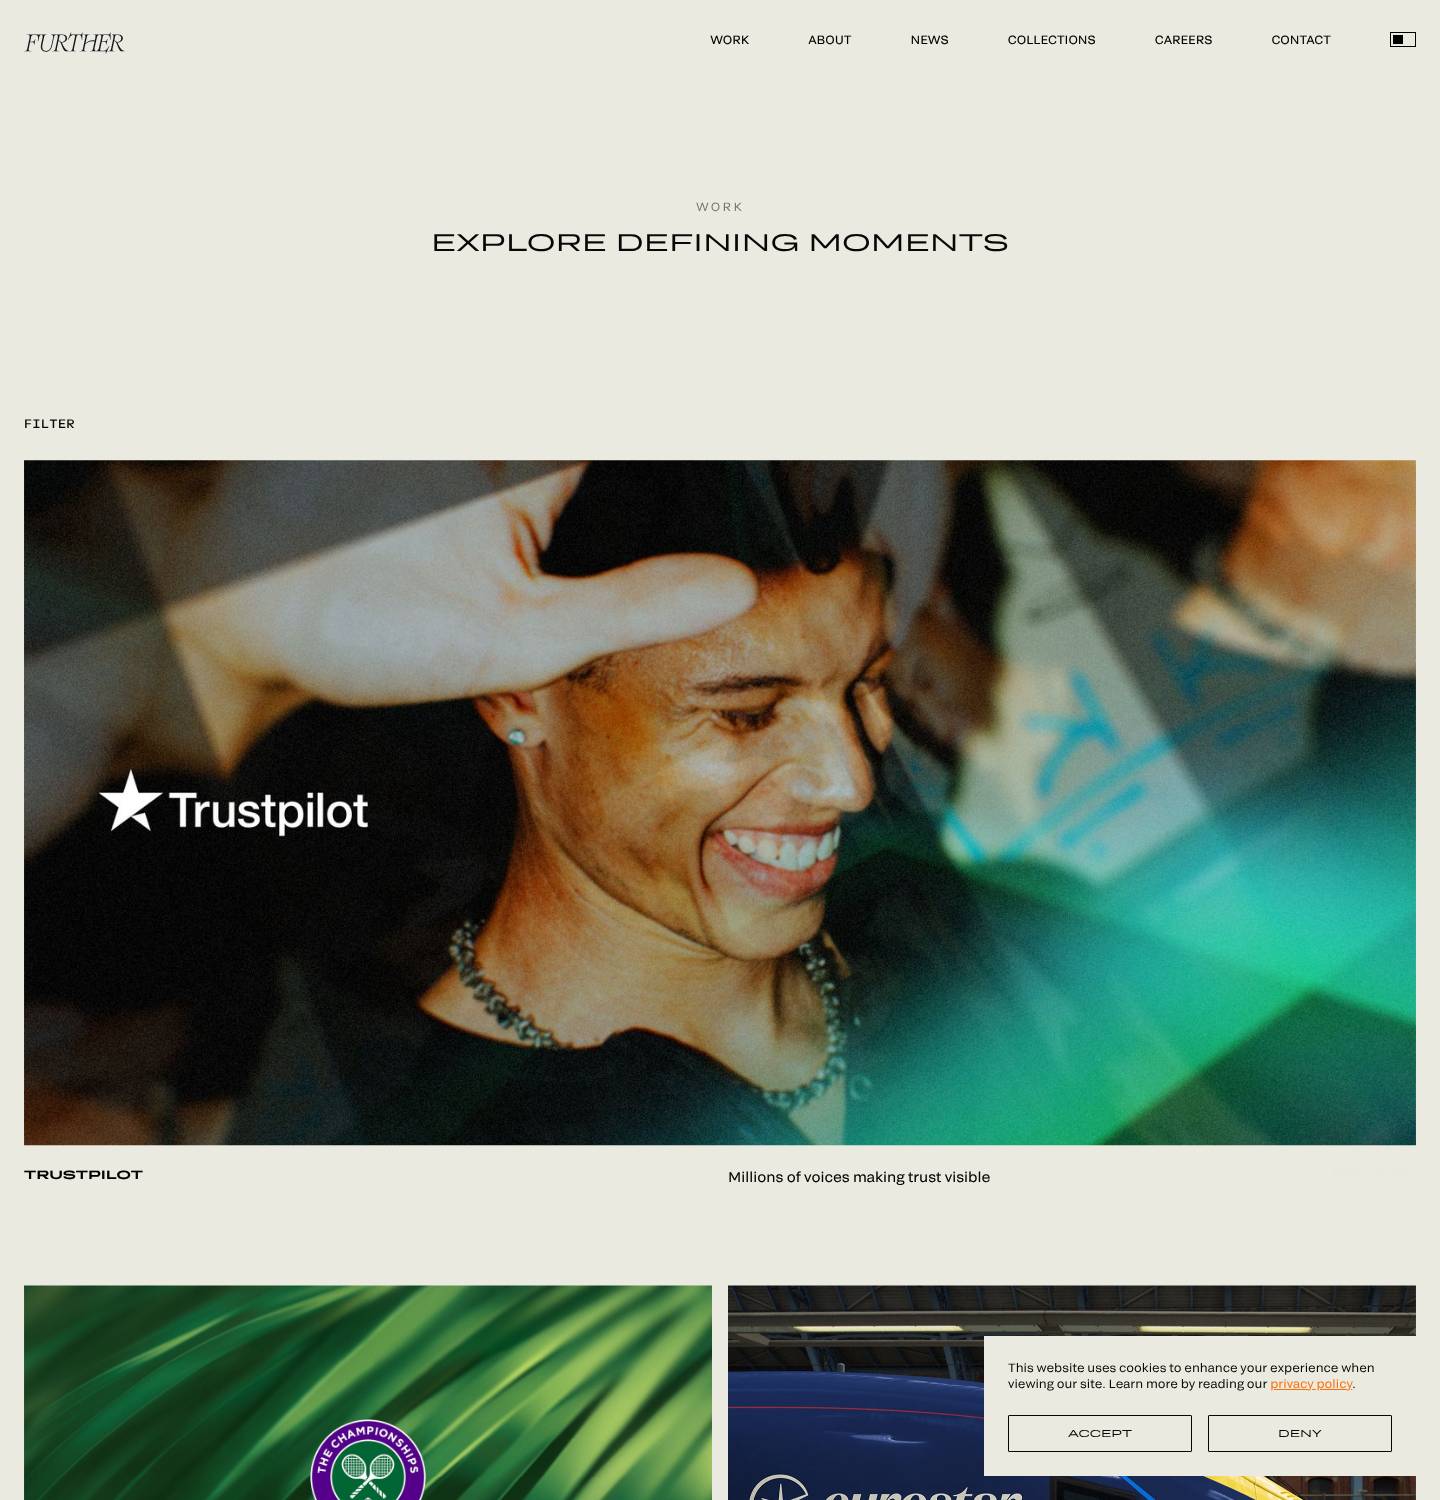 FURTHER
WORK
ABOUT
NEWS
COLLECTIONS
CAREERS
CONTACT
WORK
EXPLORE DEFINING MOMENTS
FILTER
Trustpilot
TRUSTPILOT
Millions of voices making trust visible
THE CHAMPIONSHIPS
eurostar
This website uses cookies to enhance your experience when
viewing our site. Learn more by reading our privacy policy.
ACCEPT
DENY